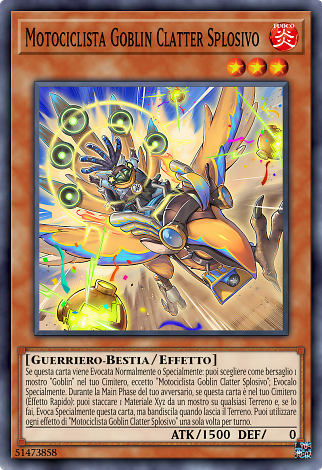 Motociclista Goblin Clatter Splosivo
FUOCO
炎
[Guerriero-Bestia/Effetto]
Se questa carta viene Evocata Normalmente o Specialmente: puoi scegliere come bersaglio 1
mostro "Goblin" nel tuo Cimitero, eccetto "Motociclista Goblin Clatter Splosivo"; Evocalo
Specialmente. Durante la Main Phase del tuo avversario, se questa carta è nel tuo Cimitero
(Effetto Rapido): puoi staccare 1 Materiale Xyz da un mostro su qualsiasi Terreno e, se lo
fai, Evoca Specialmente questa carta, ma bandiscila quando lascia il Terreno. Puoi utilizzare
ogni effetto di "Motociclista Goblin Clatter Splosivo" una sola volta per turno.
ATK/1500 DEF/ 0
51473858